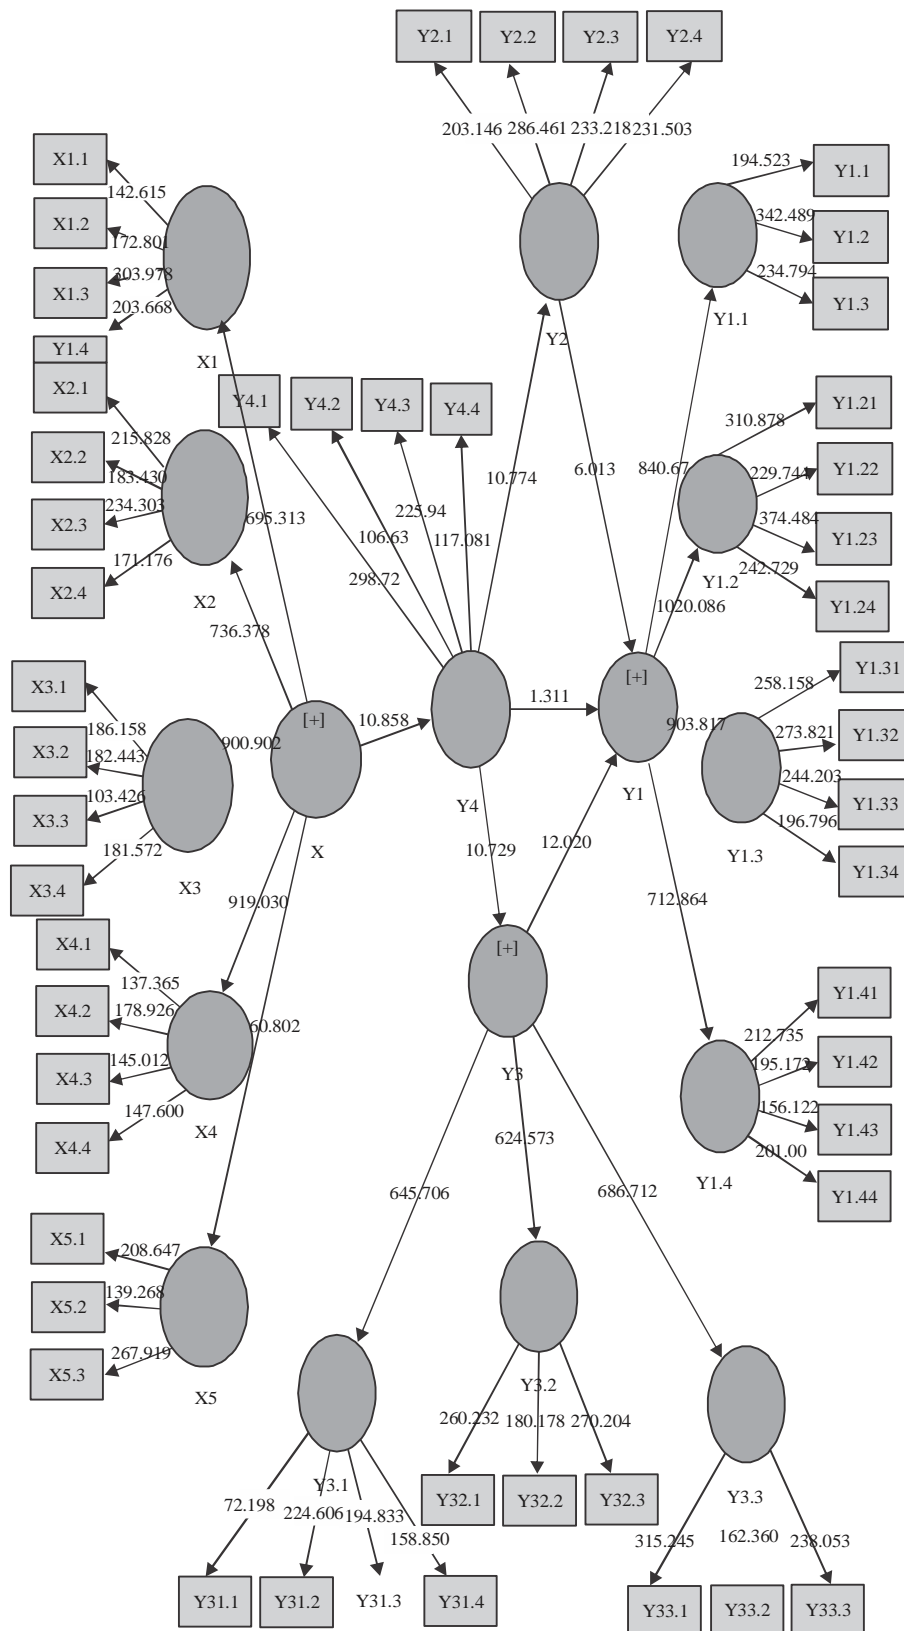 Y2.1
Y2.2
Y2.3
Y2.4
203.146
286.461
233.218
231.503
X1.1
X1.2
X1.3
Y1.4
142.615
172.801
303.978
203.668
X1
X2.1
X2.2
X2.3
X2.4
215.828
183.430
234.303
171.176
X2
Y4.1
Y4.2
Y4.3
Y4.4
298.72
106.63
225.94
117.081
Y2
10.774
6.013
194.523
342.489
234.794
Y1.1
Y1.2
Y1.3
Y1.1
840.67
310.878
229.744
374.484
242.729
Y1.21
Y1.22
Y1.23
Y1.24
Y1.2
1020.086
695.313
736.378
X3.1
X3.2
X3.3
X3.4
186.158
182.443
103.426
181.572
X3
900.902
[+]
X
10.858
Y4
1.311
[+]
Y1
903.817
258.158
273.821
244.203
196.796
Y1.31
Y1.32
Y1.33
Y1.34
Y1.3
10.729
12.020
712.864
919.030
60.802
X4.1
X4.2
X4.3
X4.4
137.365
178.926
145.012
147.600
X4
[+]
Y3
212.735
195.172
156.122
201.00
Y1.41
Y1.42
Y1.43
Y1.44
Y1.4
645.706
624.573
686.712
X5.1
X5.2
X5.3
208.647
139.268
267.919
X5
Y3.1
72.198
224.606
194.833
158.850
Y31.1
Y31.2
Y31.3
Y31.4
Y3.2
260.232
180.178
270.204
Y32.1
Y32.2
Y32.3
Y3.3
315.245
162.360
238.053
Y33.1
Y33.2
Y33.3